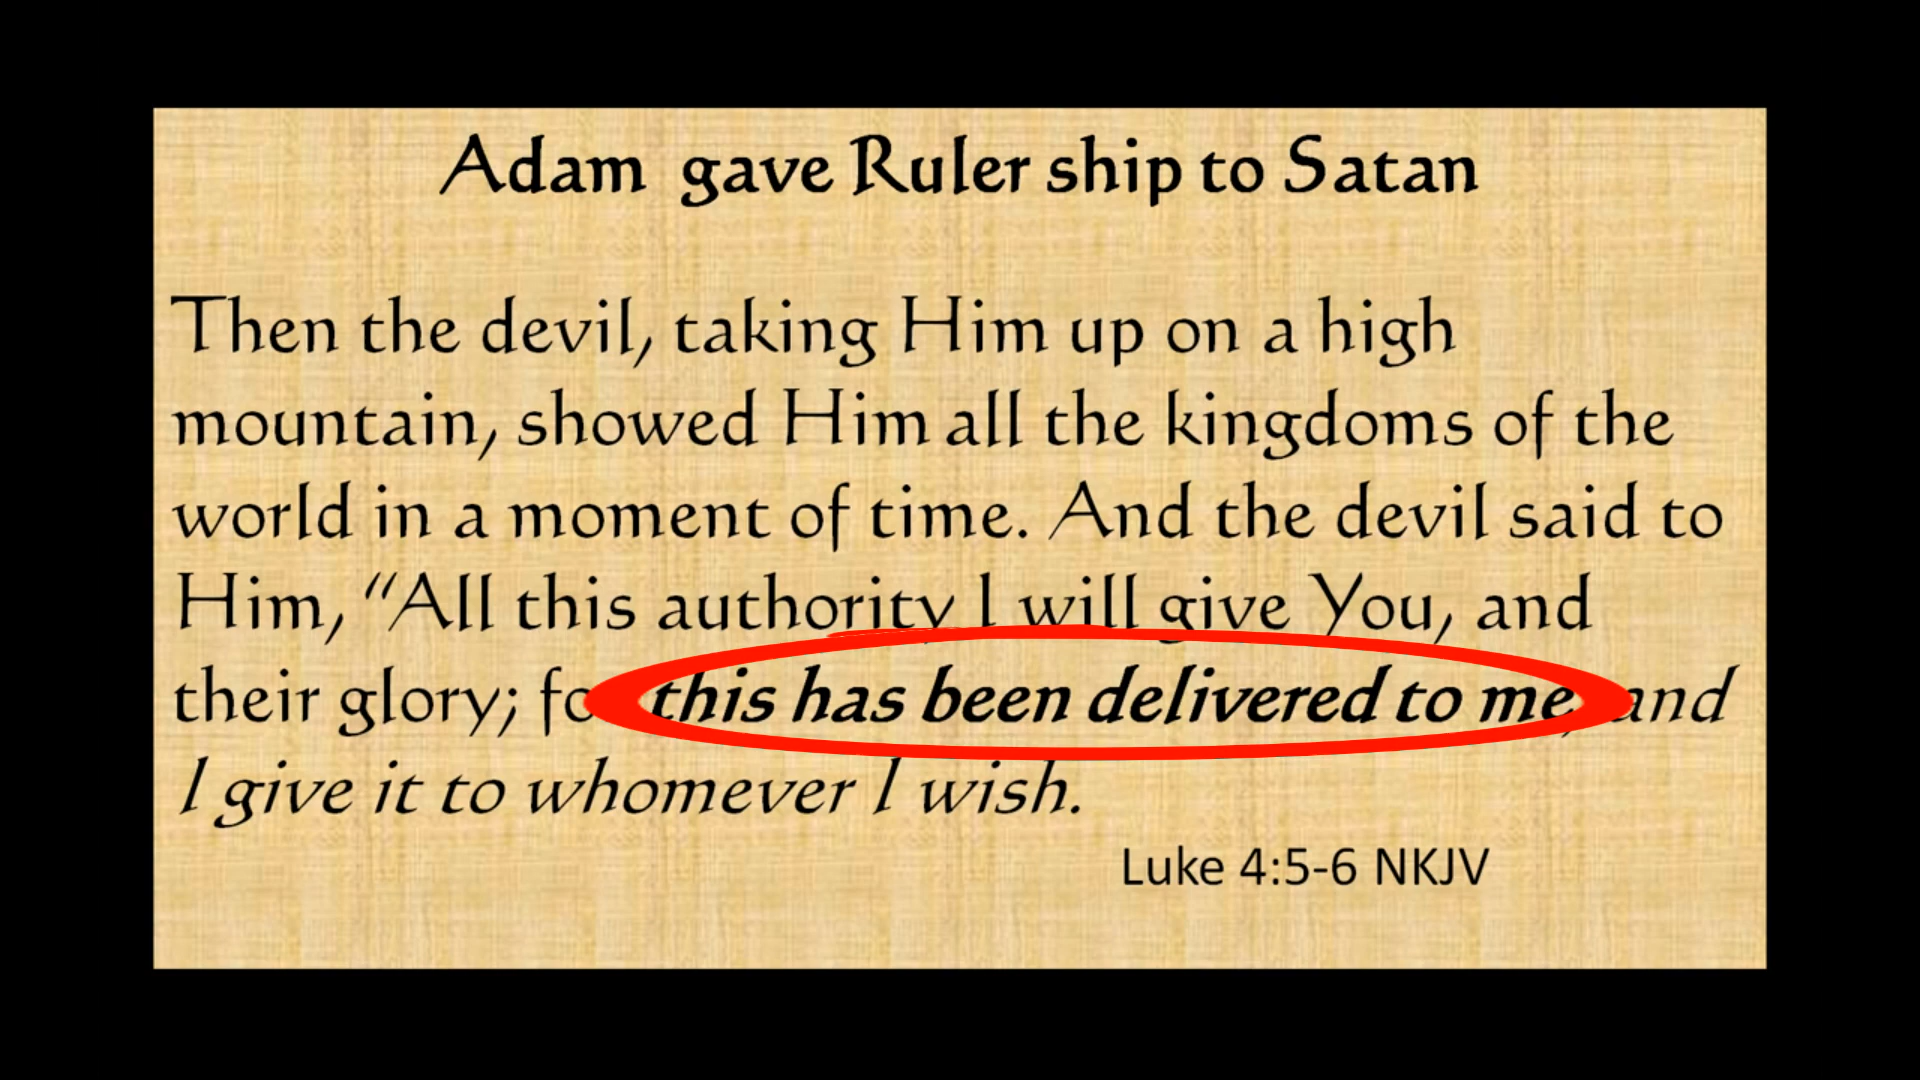 Adam gave Ruler ship to Satan
Then the devil, taking Him up on a high
mountain, showed Him all the kingdoms of the
world in a moment of time. And the devil said to
Him, “All this authority I will give You, and
their glory; for this has been delivered to me, and
I give it to whomever I wish.
Luke 4:5-6 NKJV